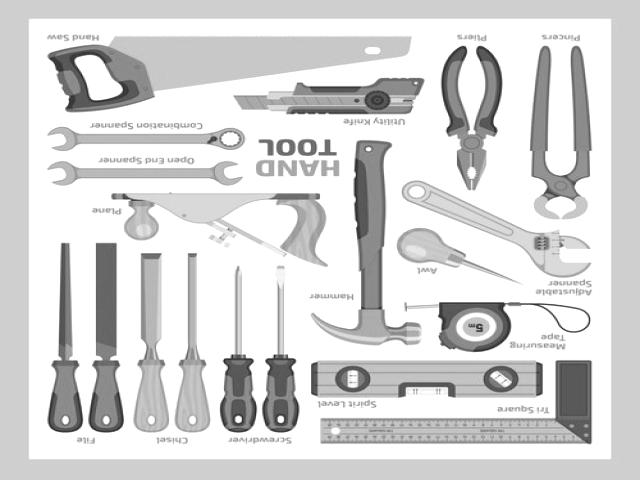 Screwdriver
Chisel
File
Tri Square
Spirit Level
Measuring
Tape
5m
Hammer
Adjustable
Spanner
Awl
Plane
HAND
TOOL
Open End Spanner
Combination Spanner
Utility Knife
Pincers
Pliers
Hand Saw